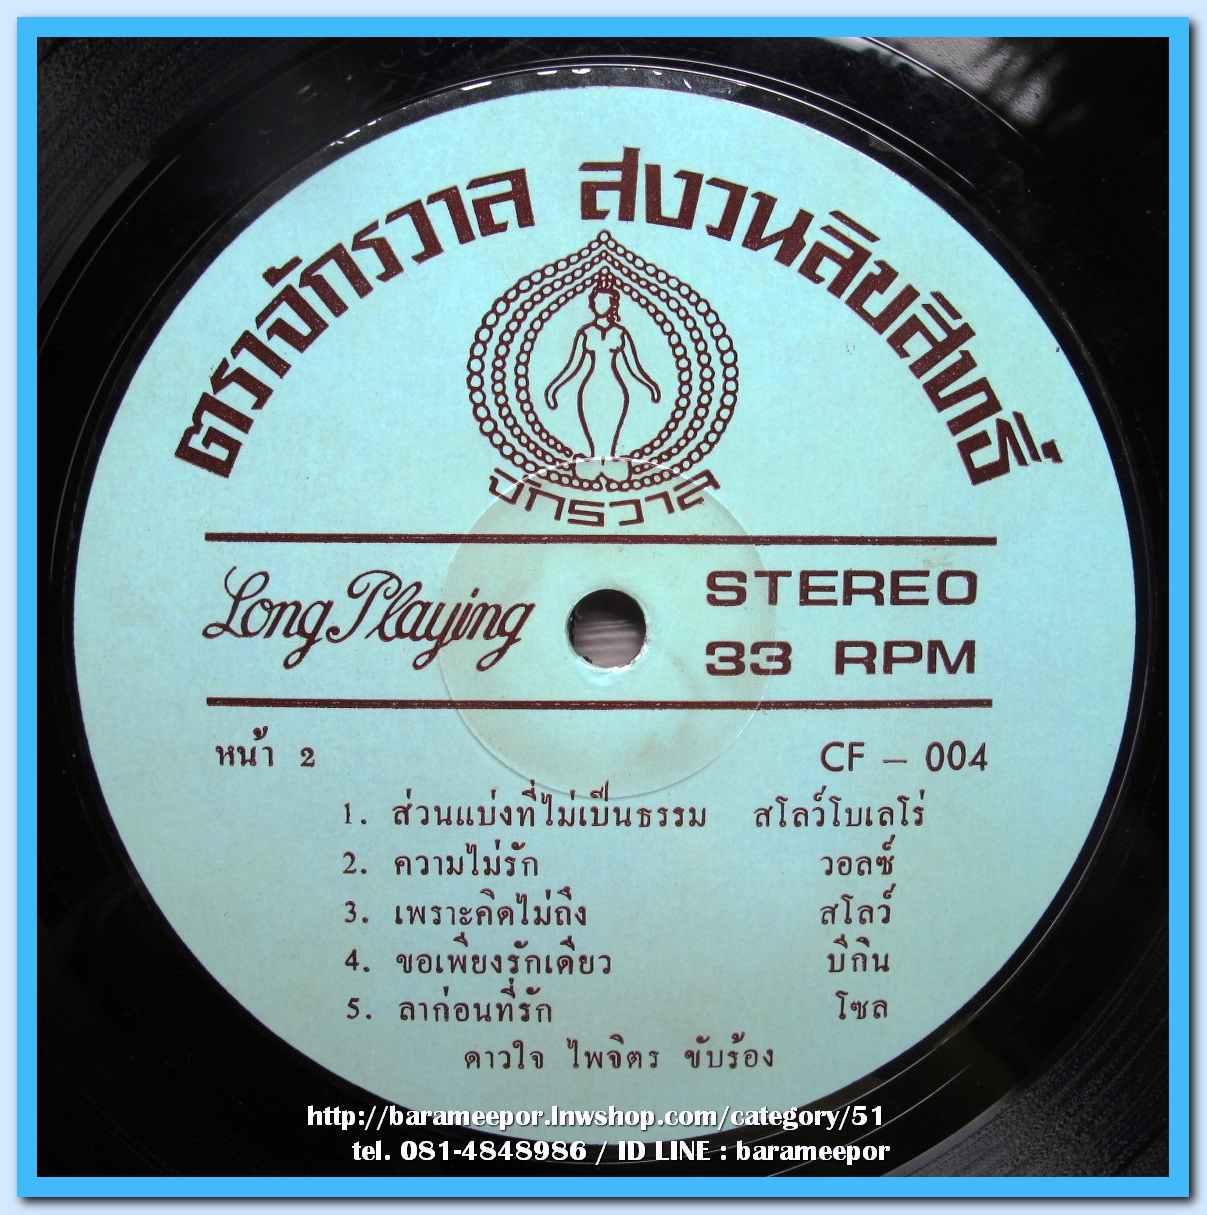 ตราจักรวาล สงวนลิขสิทธิ์
จักรวาล
Long Playing
STEREO
33 RPM
หน้า 2
CF – 004
1. ส่วนแบ่งที่ไม่เป็นธรรม สโลว์โบเลโร่
2. ความไม่รัก วอลซ์
3. เพราะคิดไม่ถึง สโลว์
4. ขอเพียงรักเดียว บีกิน
5. ลาก่อนที่รัก โซล
ดาวใจ ไพจิตร ขับร้อง
http://barameepor.lnwshop.com/category/51
tel. 081-4848986 / ID LINE : barameepor